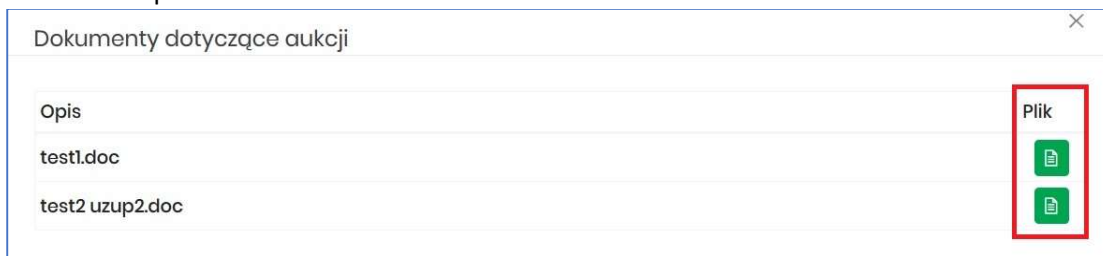 Dokumenty dotyczące aukcji
Opis Plik
test1.doc
test2 uzup2.doc